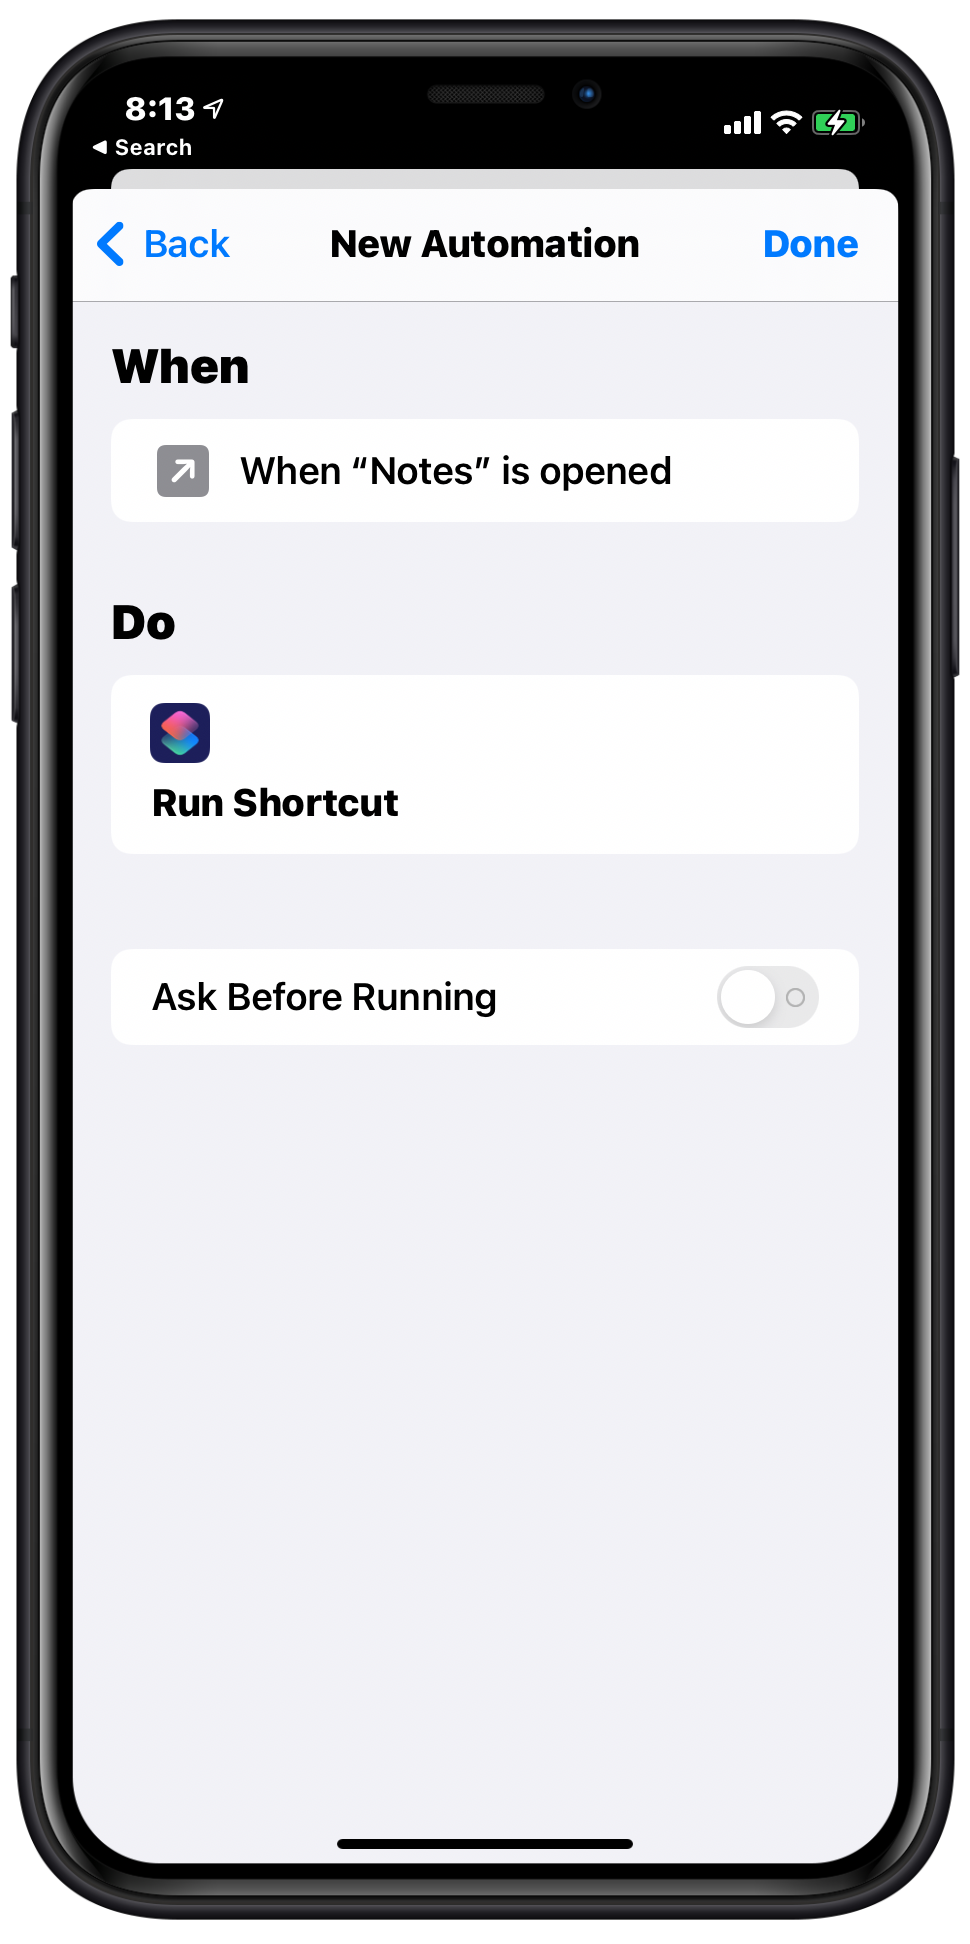 8:13
◀ Search
Back
New Automation
Done
When
When “Notes” is opened
Do
Run Shortcut
Ask Before Running